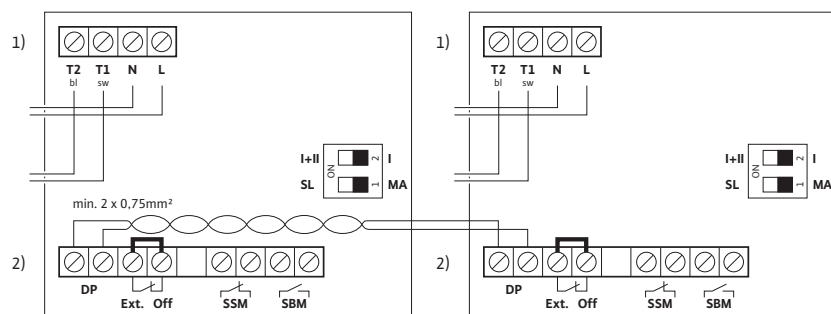 1)
T2 T1 N L
bl sw
I+II ON 2 I
SL 1 MA
min. 2 x 0,75mm²
2)
DP
Ext. Off SSM SBM
1)
T2 T1 N L
bl sw
I+II ON 2 I
SL 1 MA
2)
DP
Ext. Off SSM SBM